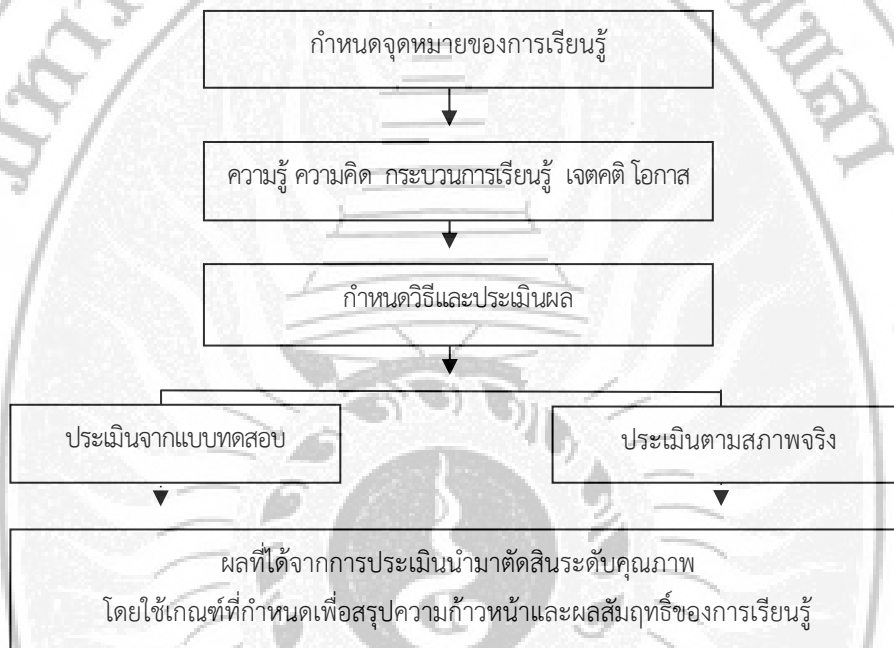 กำหนดจุดหมายของการเรียนรู้
ความรู้ ความคิด กระบวนการเรียนรู้ เจตคติ โอกาส
กำหนดวิธีและประเมินผล
ประเมินจากแบบทดสอบ
ประเมินตามสภาพจริง
ผลที่ได้จากการประเมินนำมาตัดสินระดับคุณภาพ
โดยใช้เกณฑ์ที่กำหนดเพื่อสรุปความก้าวหน้าและผลสัมฤทธิ์ของการเรียนรู้